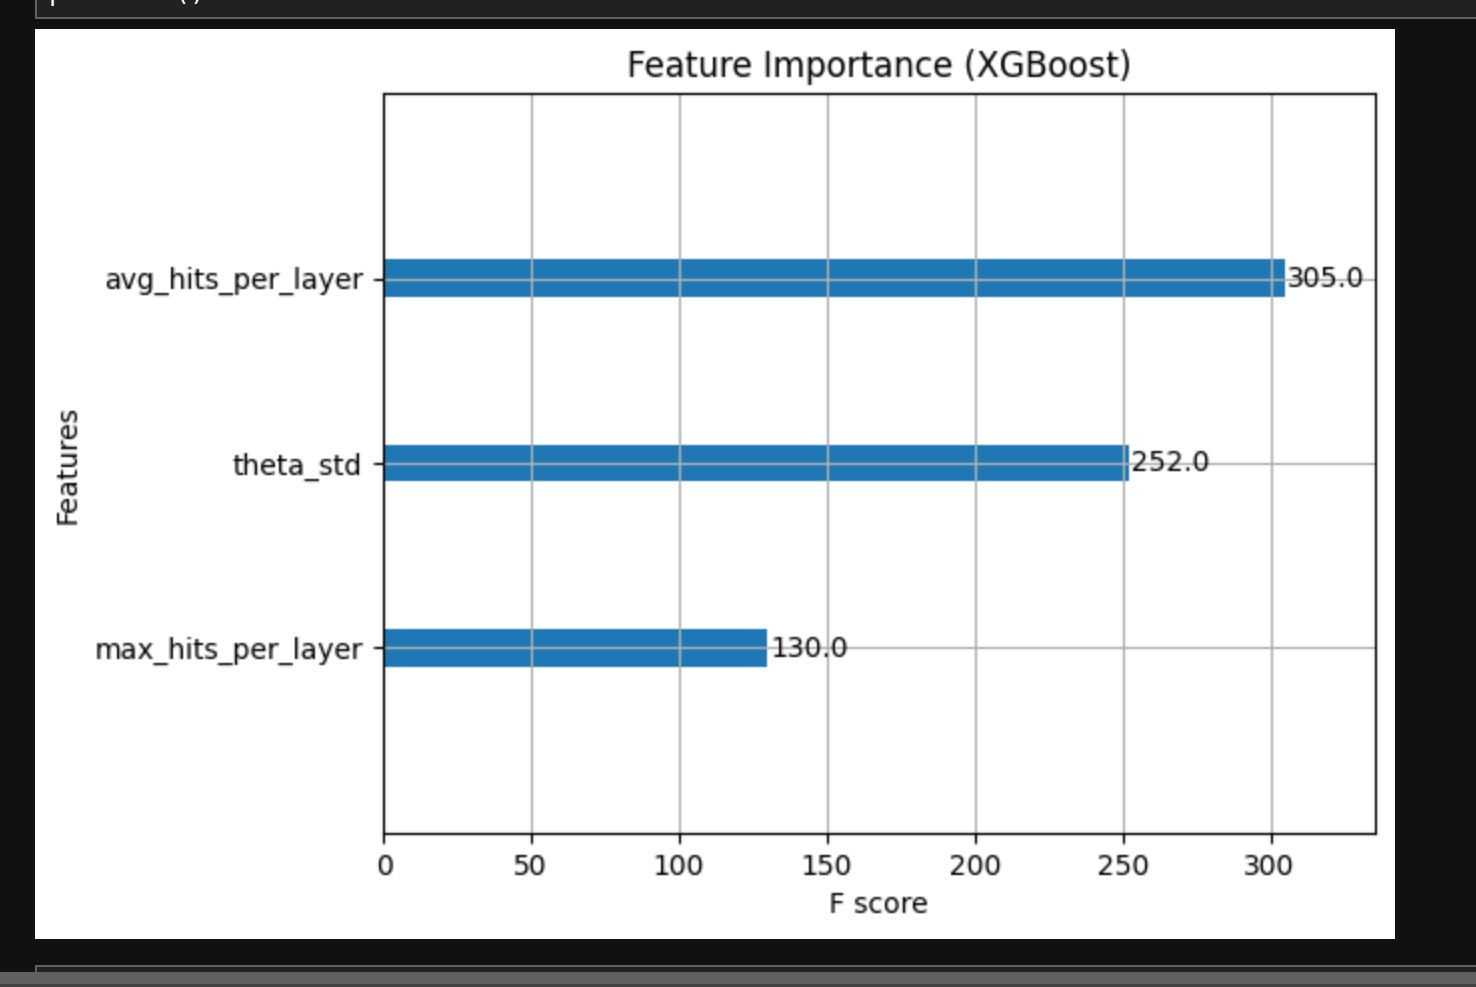 Feature Importance (XGBoost)
avg_hits_per_layer
305.0
theta_std
252.0
Features
max_hits_per_layer
130.0
0 50 100 150 200 250 300
F score